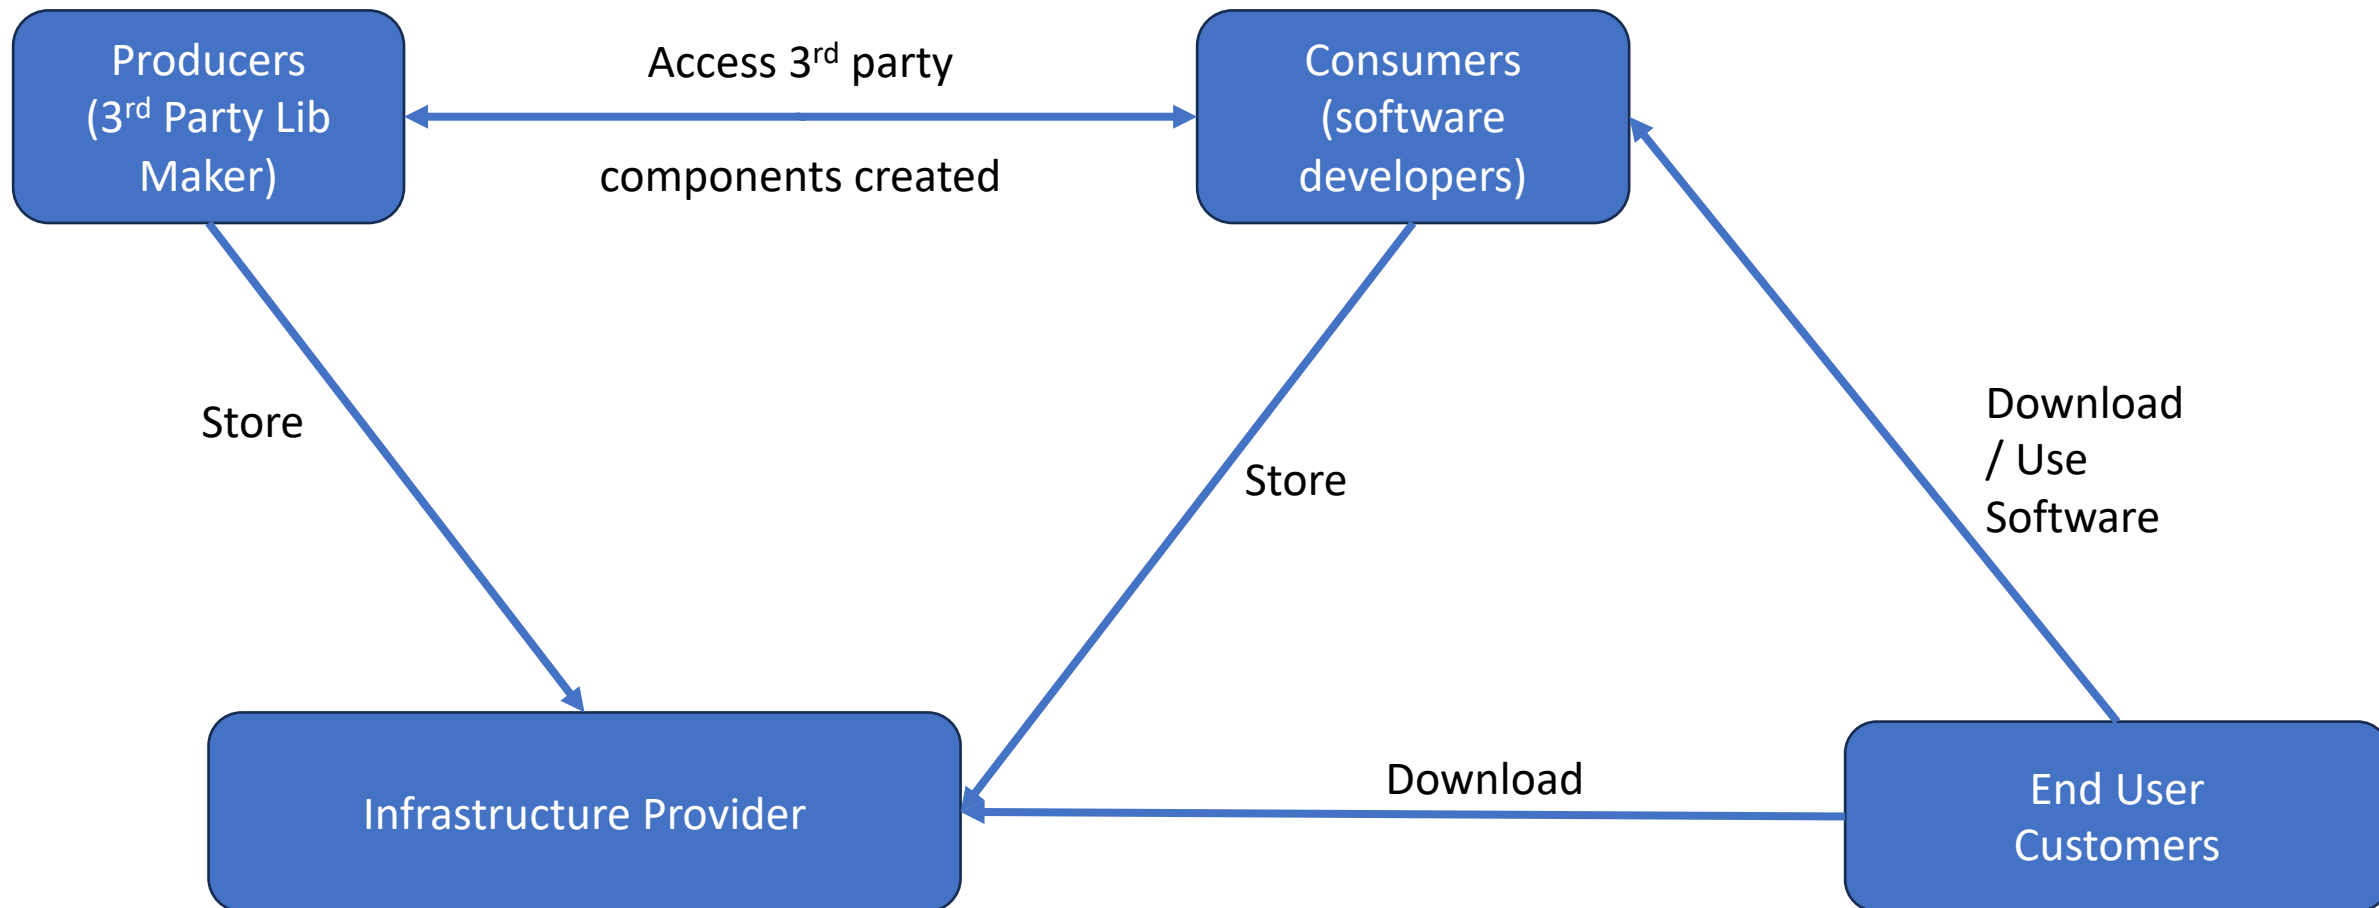 Producers
(3rd Party Lib
Maker)
Access 3rd party
components created
Consumers
(software
developers)
Store
Store
Download
/ Use
Software
Infrastructure Provider
Download
End User
Customers